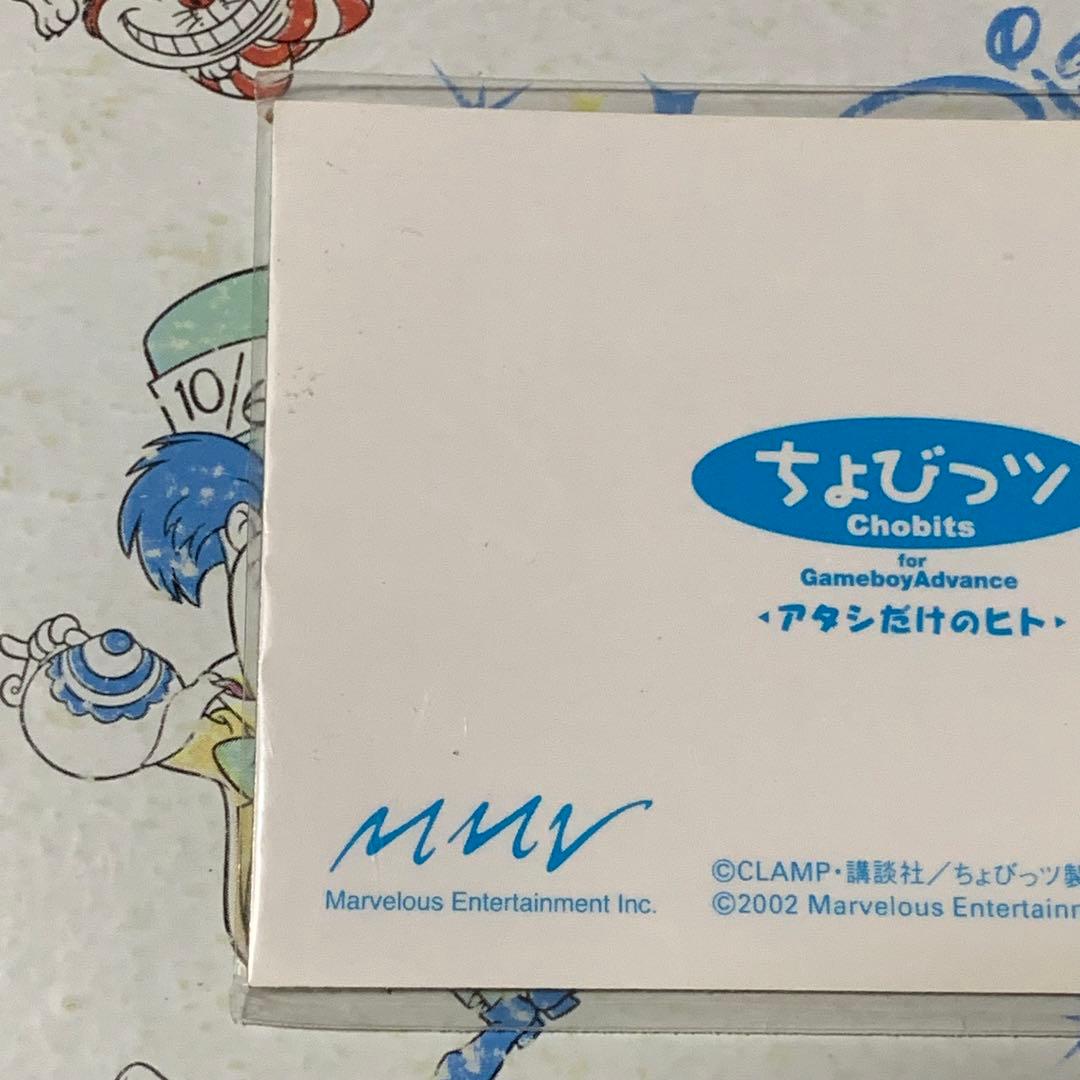 10/6
ちょびっツ
Chobits
for
GameboyAdvance
アタシだけのヒト
MMV
Marvelous Entertainment Inc.
©CLAMP・講談社／ちょびっツ製
©2002 Marvelous Entertainm